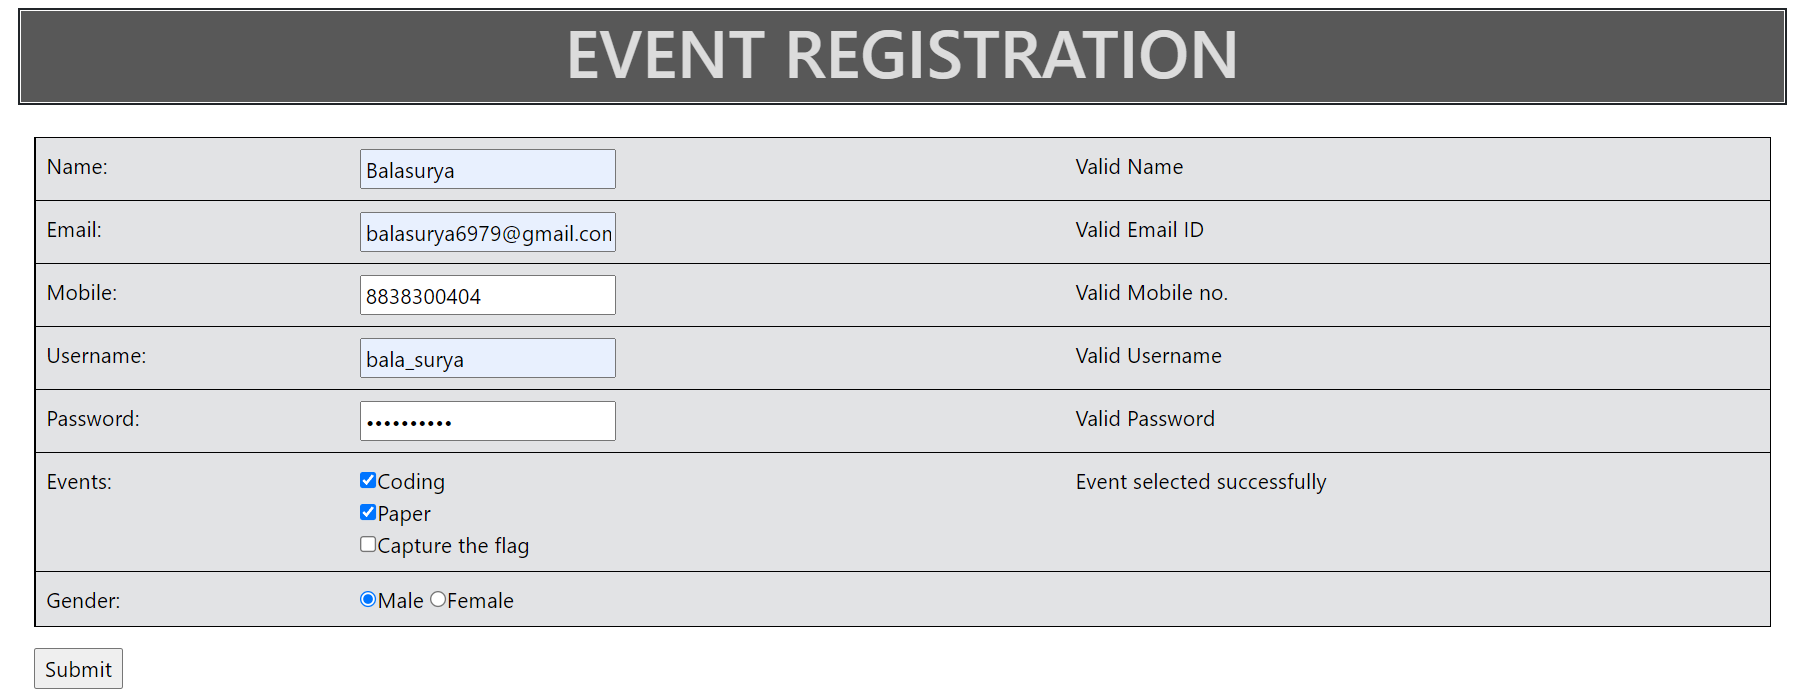 EVENT REGISTRATION
Name: Balasurya Valid Name
Email: balasurya6979@gmail.com Valid Email ID
Mobile: 8838300404 Valid Mobile no.
Username: bala_surya Valid Username
Password: •••••••••• Valid Password
Events: Coding Event selected successfully
Paper
Capture the flag
Gender: Male Female
Submit